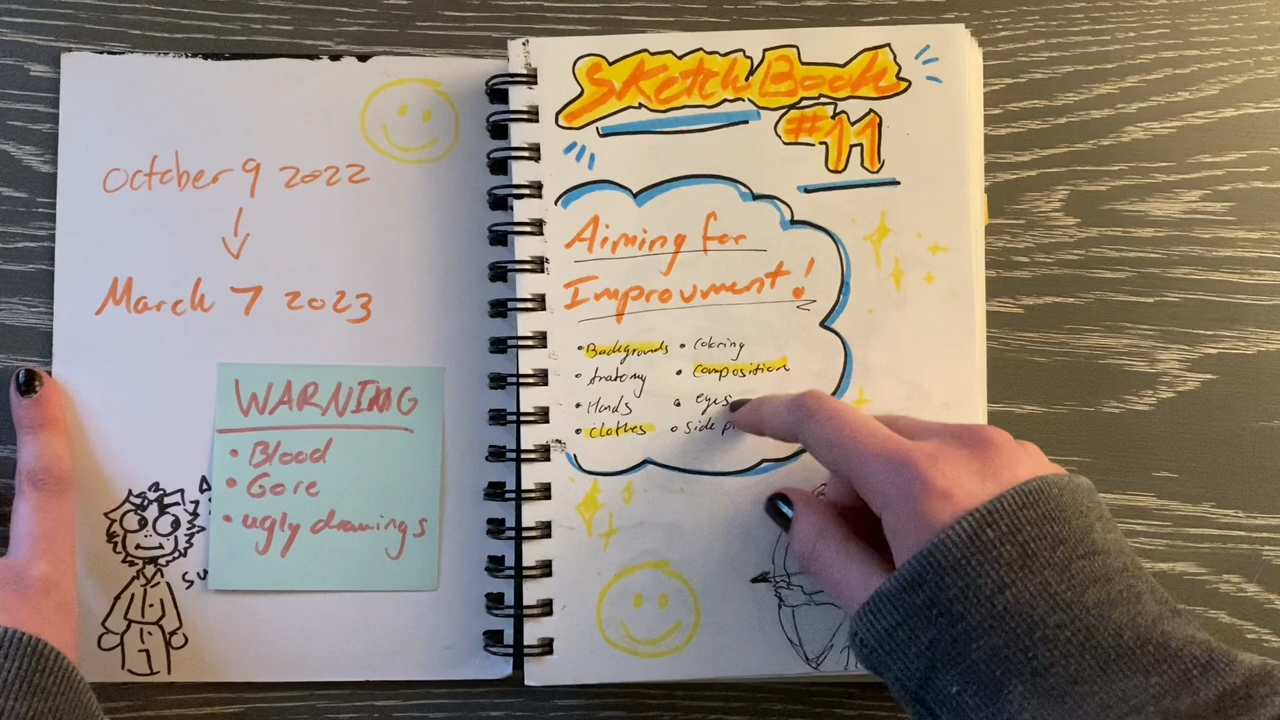 October 9 2022
March 7 2023
WARNING
• Blood
• Gore
• ugly drawings
Sketch Book
#11
Aiming for
Improvment!
• Backgrounds
• Anatomy
• Hands
• Clothes
• Coloring
• Composition
• eyes
• Side